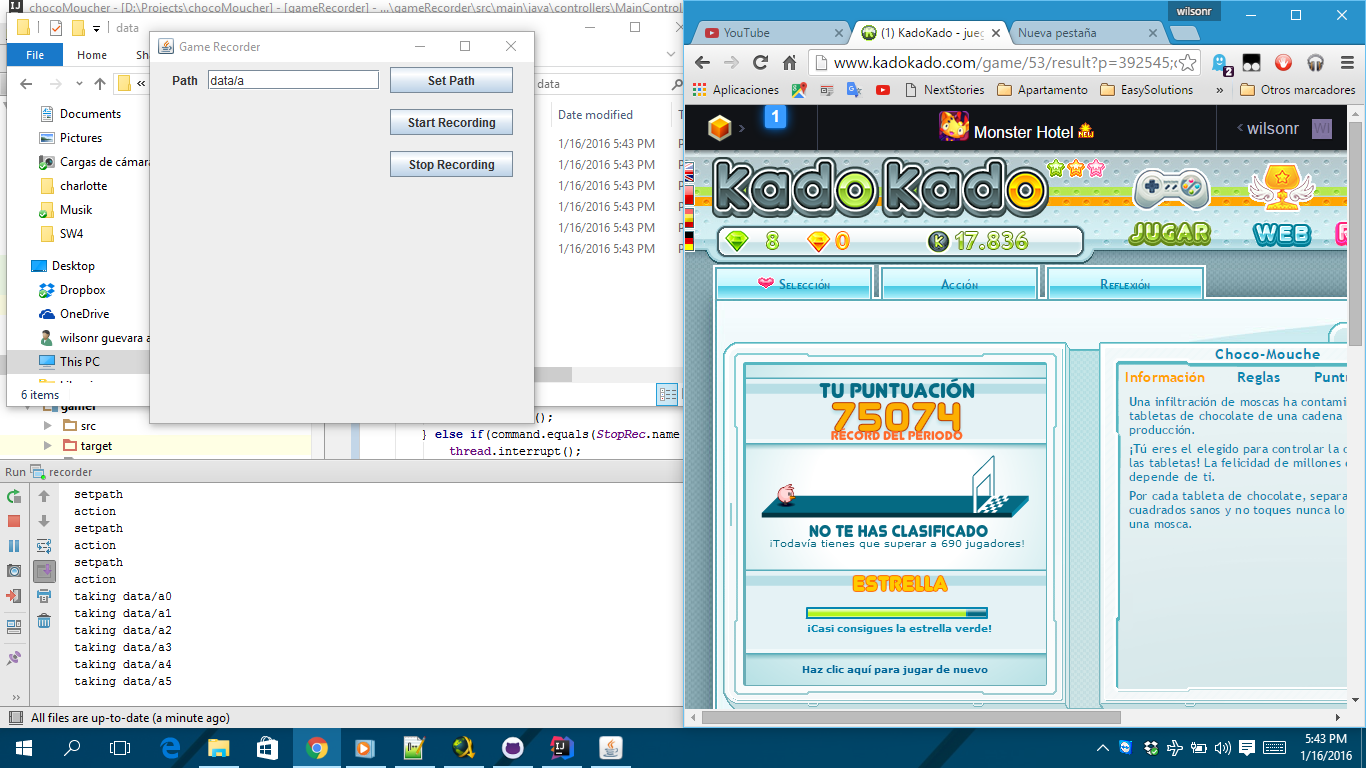 chocoMoucher - [D:\Projects\chocoMoucher] - [gameRecorder] - ...\gameRecorder\src\main\java\controllers\MainControl
data
File
Home
data
Documents
Pictures
Cargas de cámara
charlotte
Musik
SW4
Desktop
Dropbox
OneDrive
wilsonr guevara a
This PC
6 items
Date modified
1/16/2016 5:43 PM
1/16/2016 5:43 PM
1/16/2016 5:43 PM
1/16/2016 5:43 PM
1/16/2016 5:43 PM
1/16/2016 5:43 PM
Game Recorder
Path
data/a
Set Path
Start Recording
Stop Recording
gamer
src
target
();
} else if(command.equals(StopRec.name
thread.interrupt();
Run
recorder
setpath
action
setpath
action
setpath
action
taking data/a0
taking data/a1
taking data/a2
taking data/a3
taking data/a4
taking data/a5
All files are up-to-date (a minute ago)
wilsonr
YouTube
(1) KadoKado - jueg
Nueva pestaña
www.kadokado.com/game/53/result?p=392545;
2
Aplicaciones
NextStories
Apartamento
EasySolutions
»
Otros marcadores
1
Monster Hotel
NEW
wilsonr
WI
kadokado
8
0
K
17.836
JUGAR
WEB
Selección
Acción
Reflexión
TU PUNTUACIÓN
75074
RECORD DEL PERIODO
NO TE HAS CLASIFICADO
¡Todavía tienes que superar a 690 jugadores!
ESTRELLA
¡Casi consigues la estrella verde!
Haz clic aquí para jugar de nuevo
Choco-Mouche
Información
Reglas
Puntu
Una infiltración de moscas ha contami
tabletas de chocolate de una cadena
producción.
¡Tú eres el elegido para controlar la c
las tabletas! La felicidad de millones
depende de ti.
Por cada tableta de chocolate, separa
cuadrados sanos y no toques nunca lo
una mosca.
5:43 PM
1/16/2016